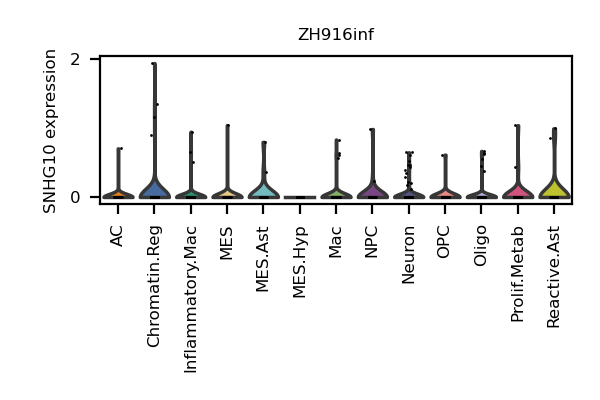 ZH916inf
SNHG10 expression
2
0
AC
Chromatin.Reg
Inflammatory.Mac
MES
MES.Ast
MES.Hyp
Mac
NPC
Neuron
OPC
Oligo
Prolif.Metab
Reactive.Ast